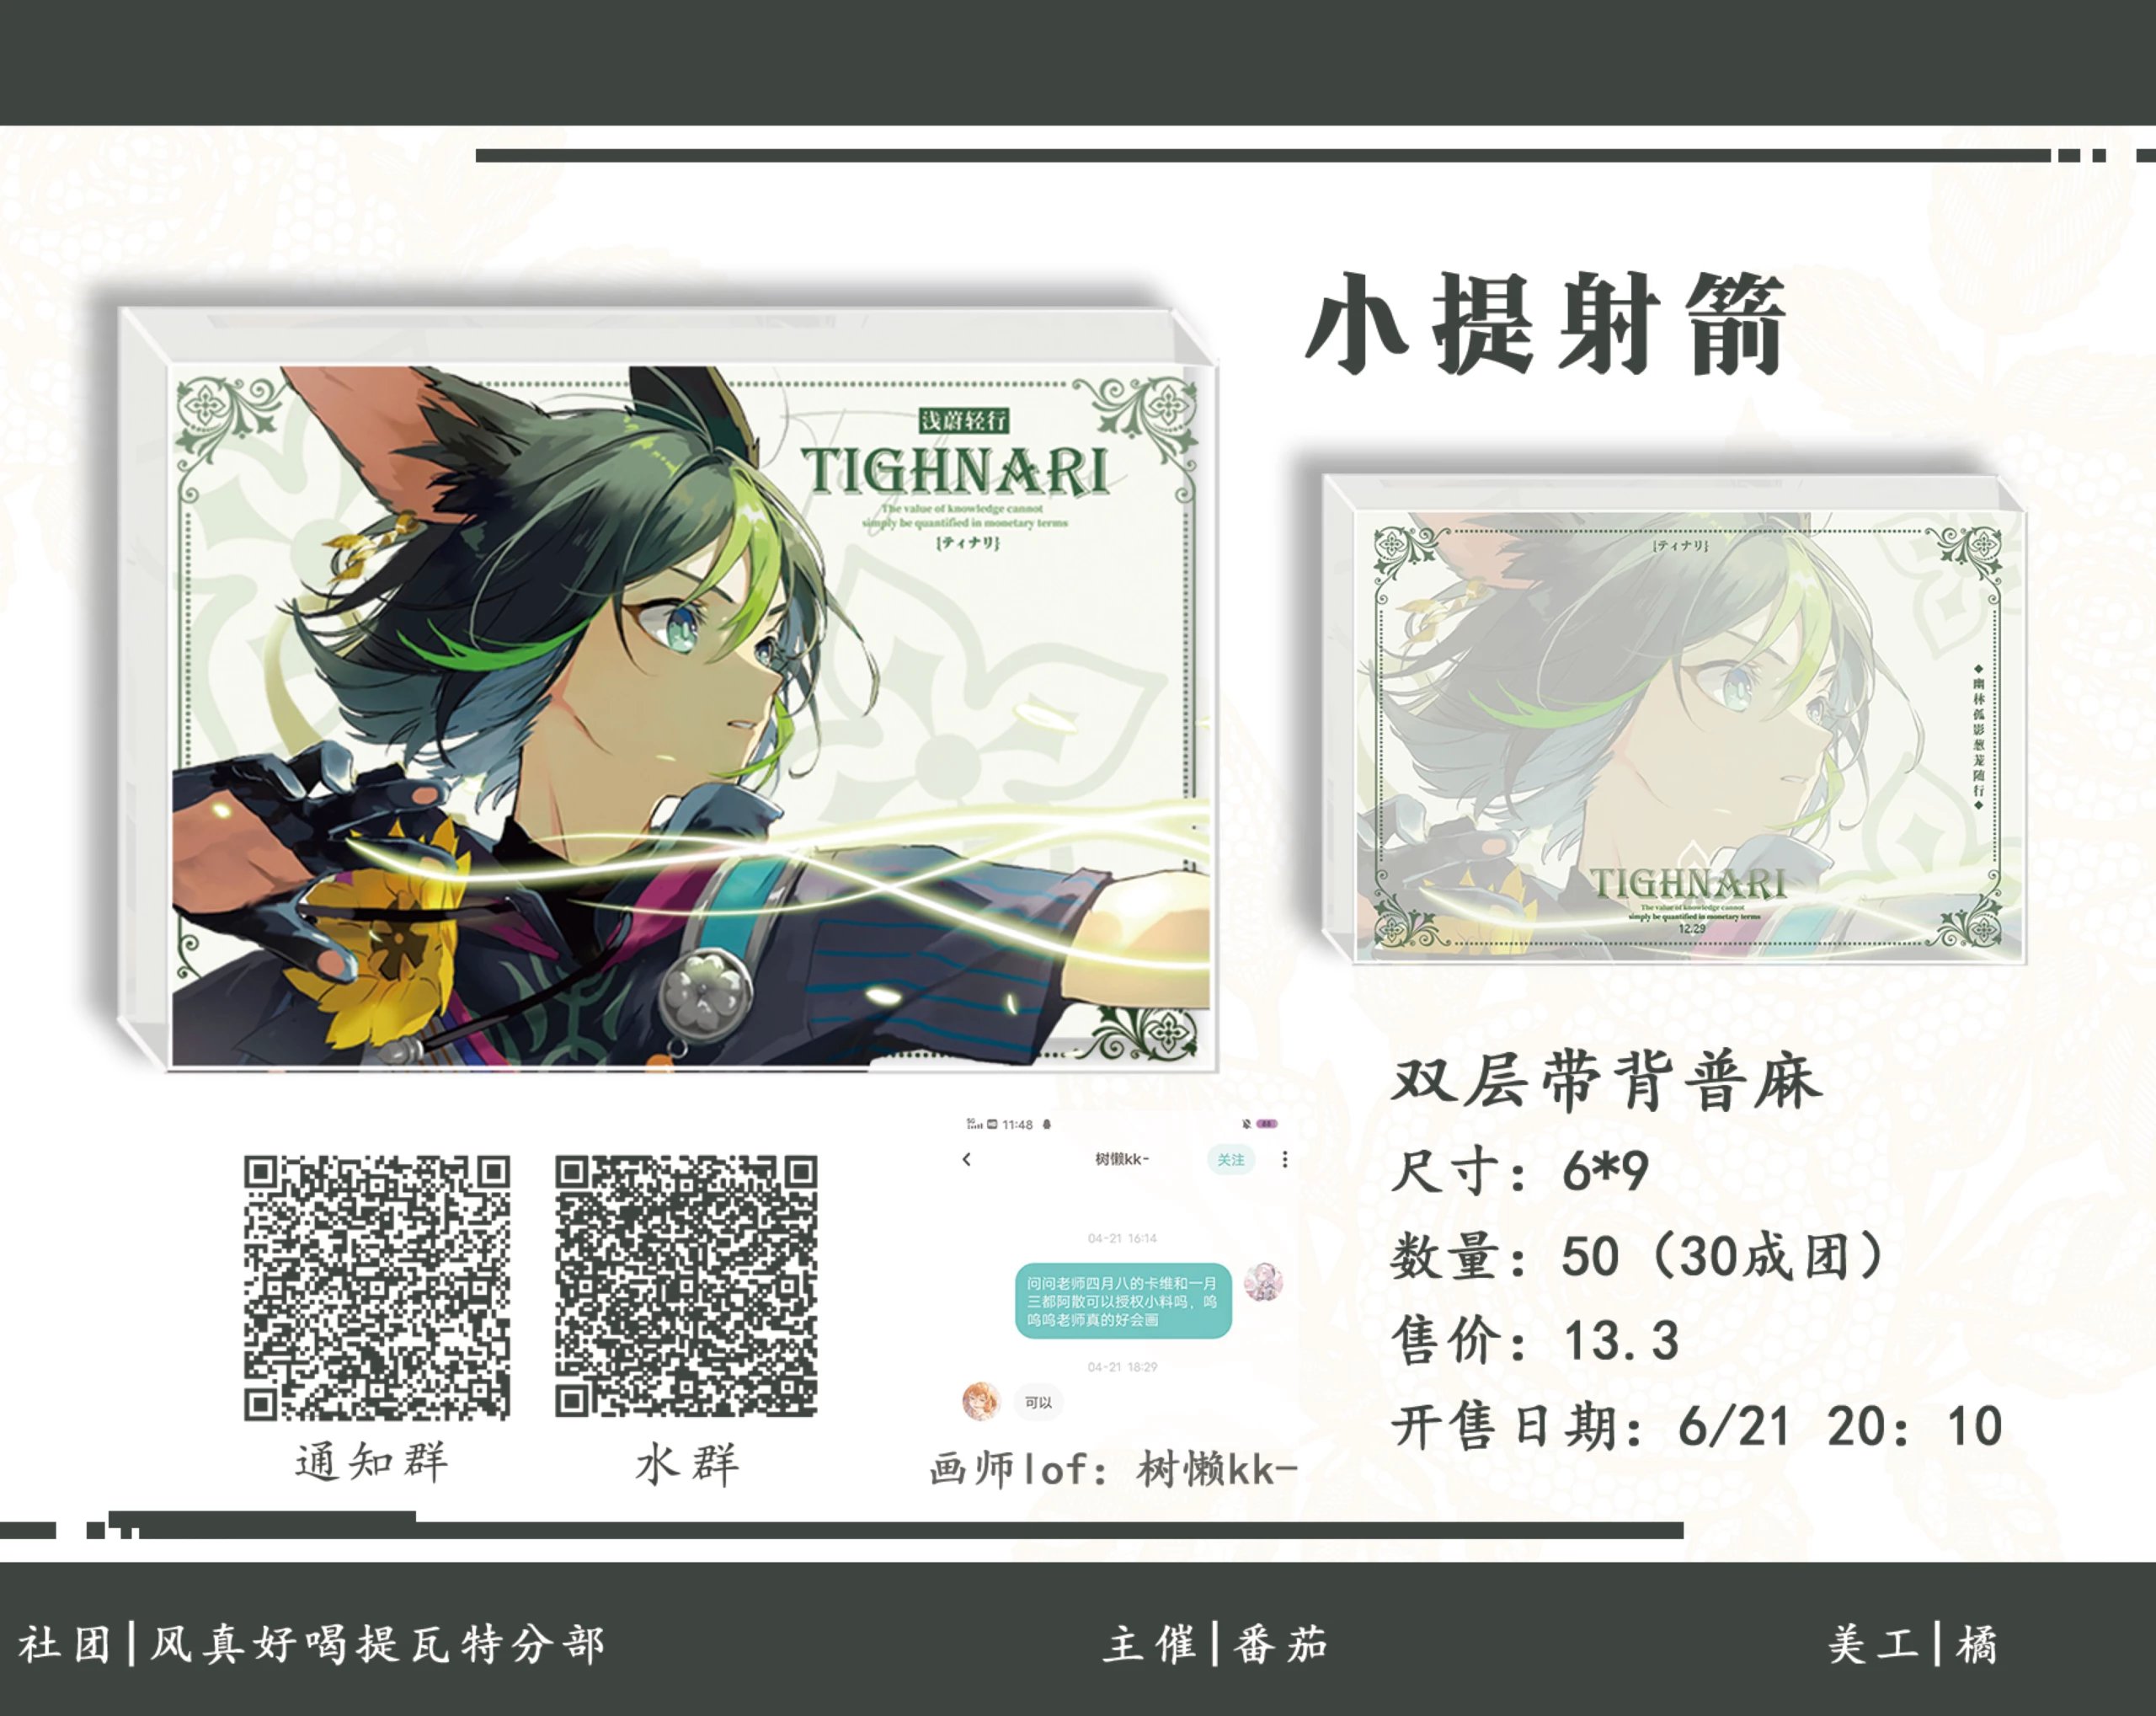 小提射箭
浅蔚轻行
TIGHNARI
The value of knowledge cannot
simply be quantified in monetary terms
[ティナリ]
[ティナリ]
◆幽林孤影葱茏随行◆
TIGHNARI
The value of knowledge cannot
simply be quantified in monetary terms
12.29
双层带背普麻
尺寸：6*9
数量：50（30成团）
售价：13.3
开售日期：6/21 20：10
5G HD 11:48
88
树懒kk-
关注
04-21 16:14
问问老师四月八的卡维和一月
三都阿散可以授权小料吗，呜
呜呜老师真的好会画
04-21 18:29
可以
画师lof：树懒kk-
通知群
水群
社团|风真好喝提瓦特分部
主催|番茄
美工|橘